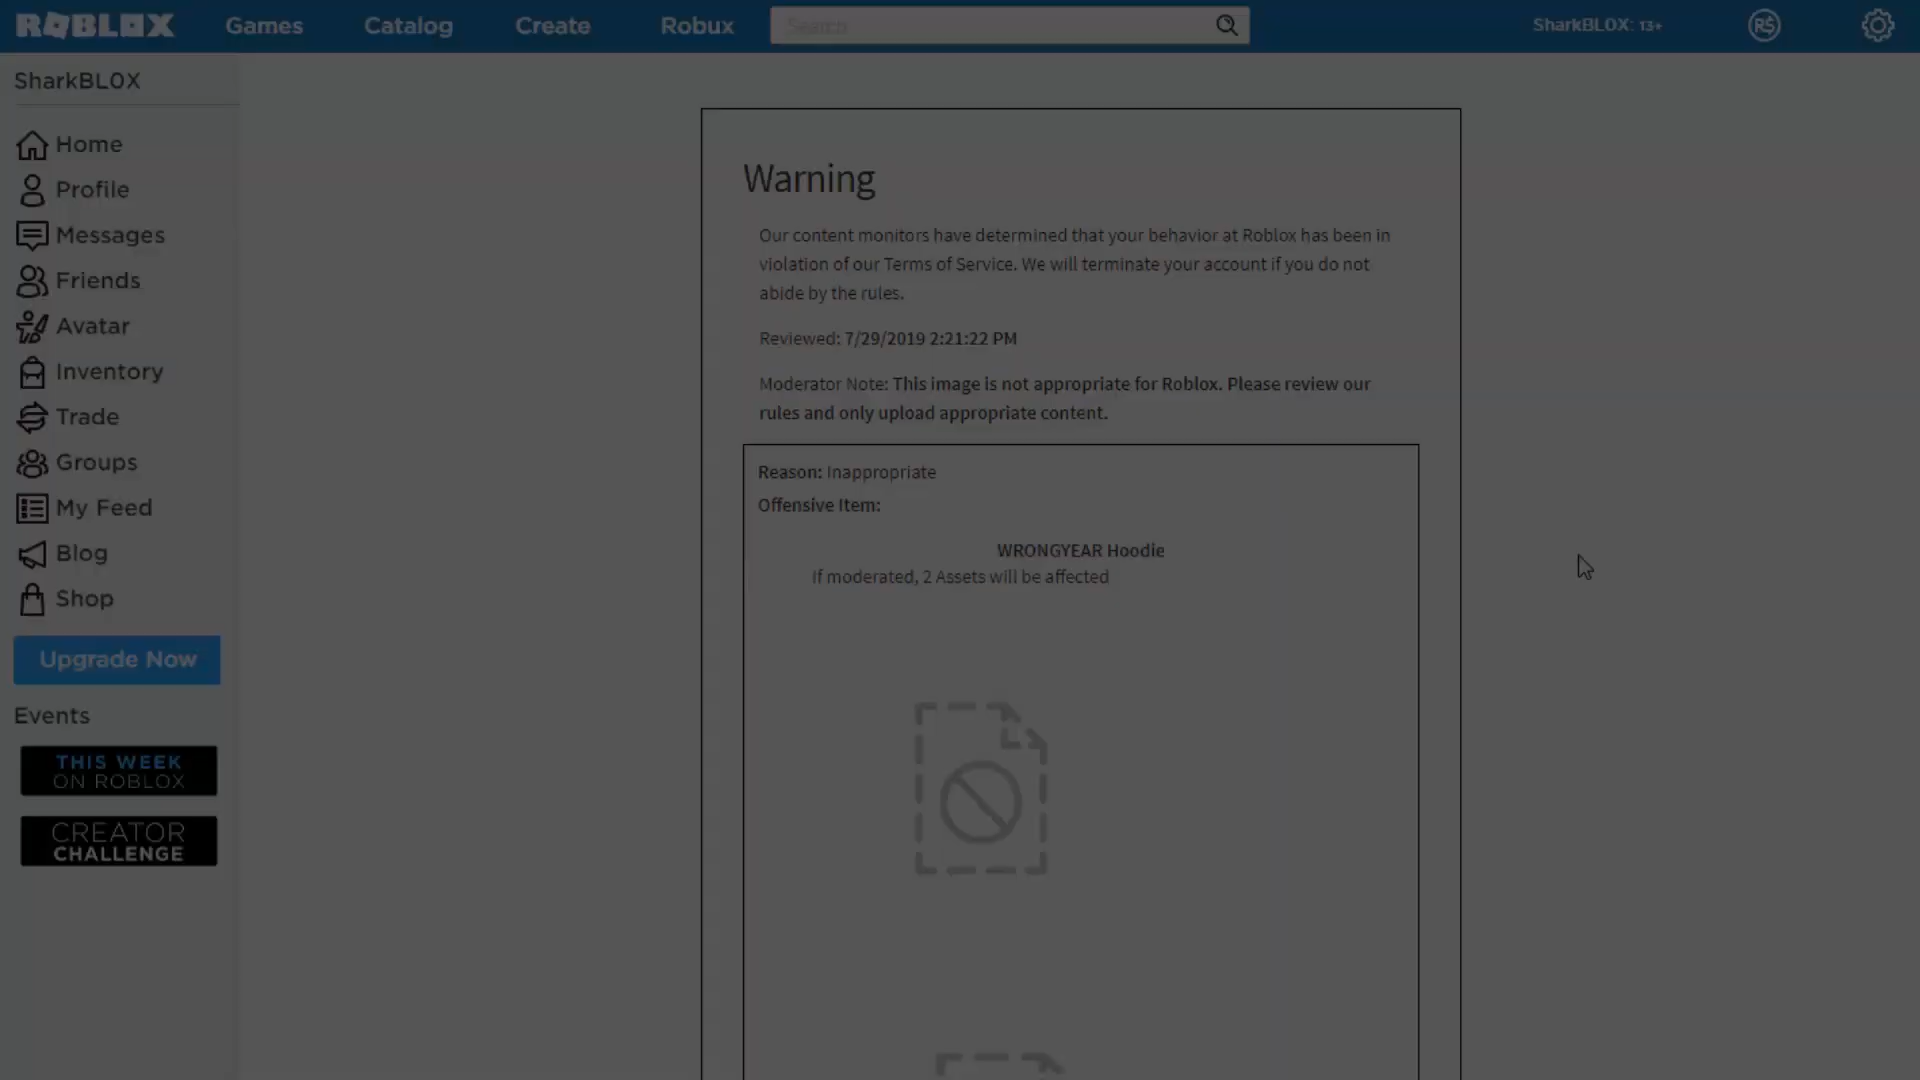 ROBLOX
Games
Catalog
Create
Robux
Search
SharkBLOX: 13+
R$
SharkBLOX
Home
Profile
Messages
Friends
Avatar
Inventory
Trade
Groups
My Feed
Blog
Shop
Upgrade Now
Events
THIS WEEK
ON ROBLOX
CREATOR
CHALLENGE
Warning
Our content monitors have determined that your behavior at Roblox has been in
violation of our Terms of Service. We will terminate your account if you do not
abide by the rules.
Reviewed: 7/29/2019 2:21:22 PM
Moderator Note: This image is not appropriate for Roblox. Please review our
rules and only upload appropriate content.
Reason: Inappropriate
Offensive Item:
WRONGYEAR Hoodie
If moderated, 2 Assets will be affected